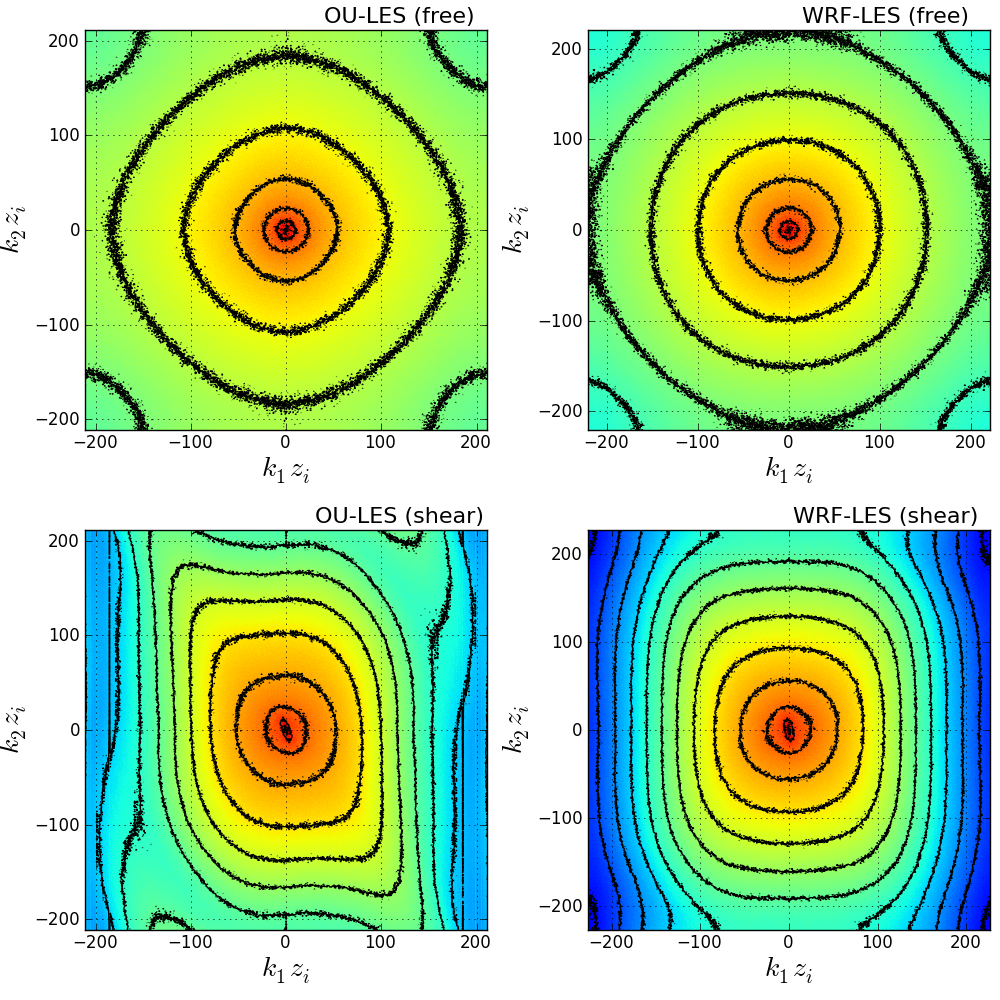 OU-LES (free)
200
100
0
−100
−200
k₂ zᵢ
−200 −100 0 100 200
k₁ zᵢ
WRF-LES (free)
200
100
0
−100
−200
k₂ zᵢ
−200 −100 0 100 200
k₁ zᵢ
OU-LES (shear)
200
100
0
−100
−200
k₂ zᵢ
−200 −100 0 100 200
k₁ zᵢ
WRF-LES (shear)
200
100
0
−100
−200
k₂ zᵢ
−200 −100 0 100 200
k₁ zᵢ